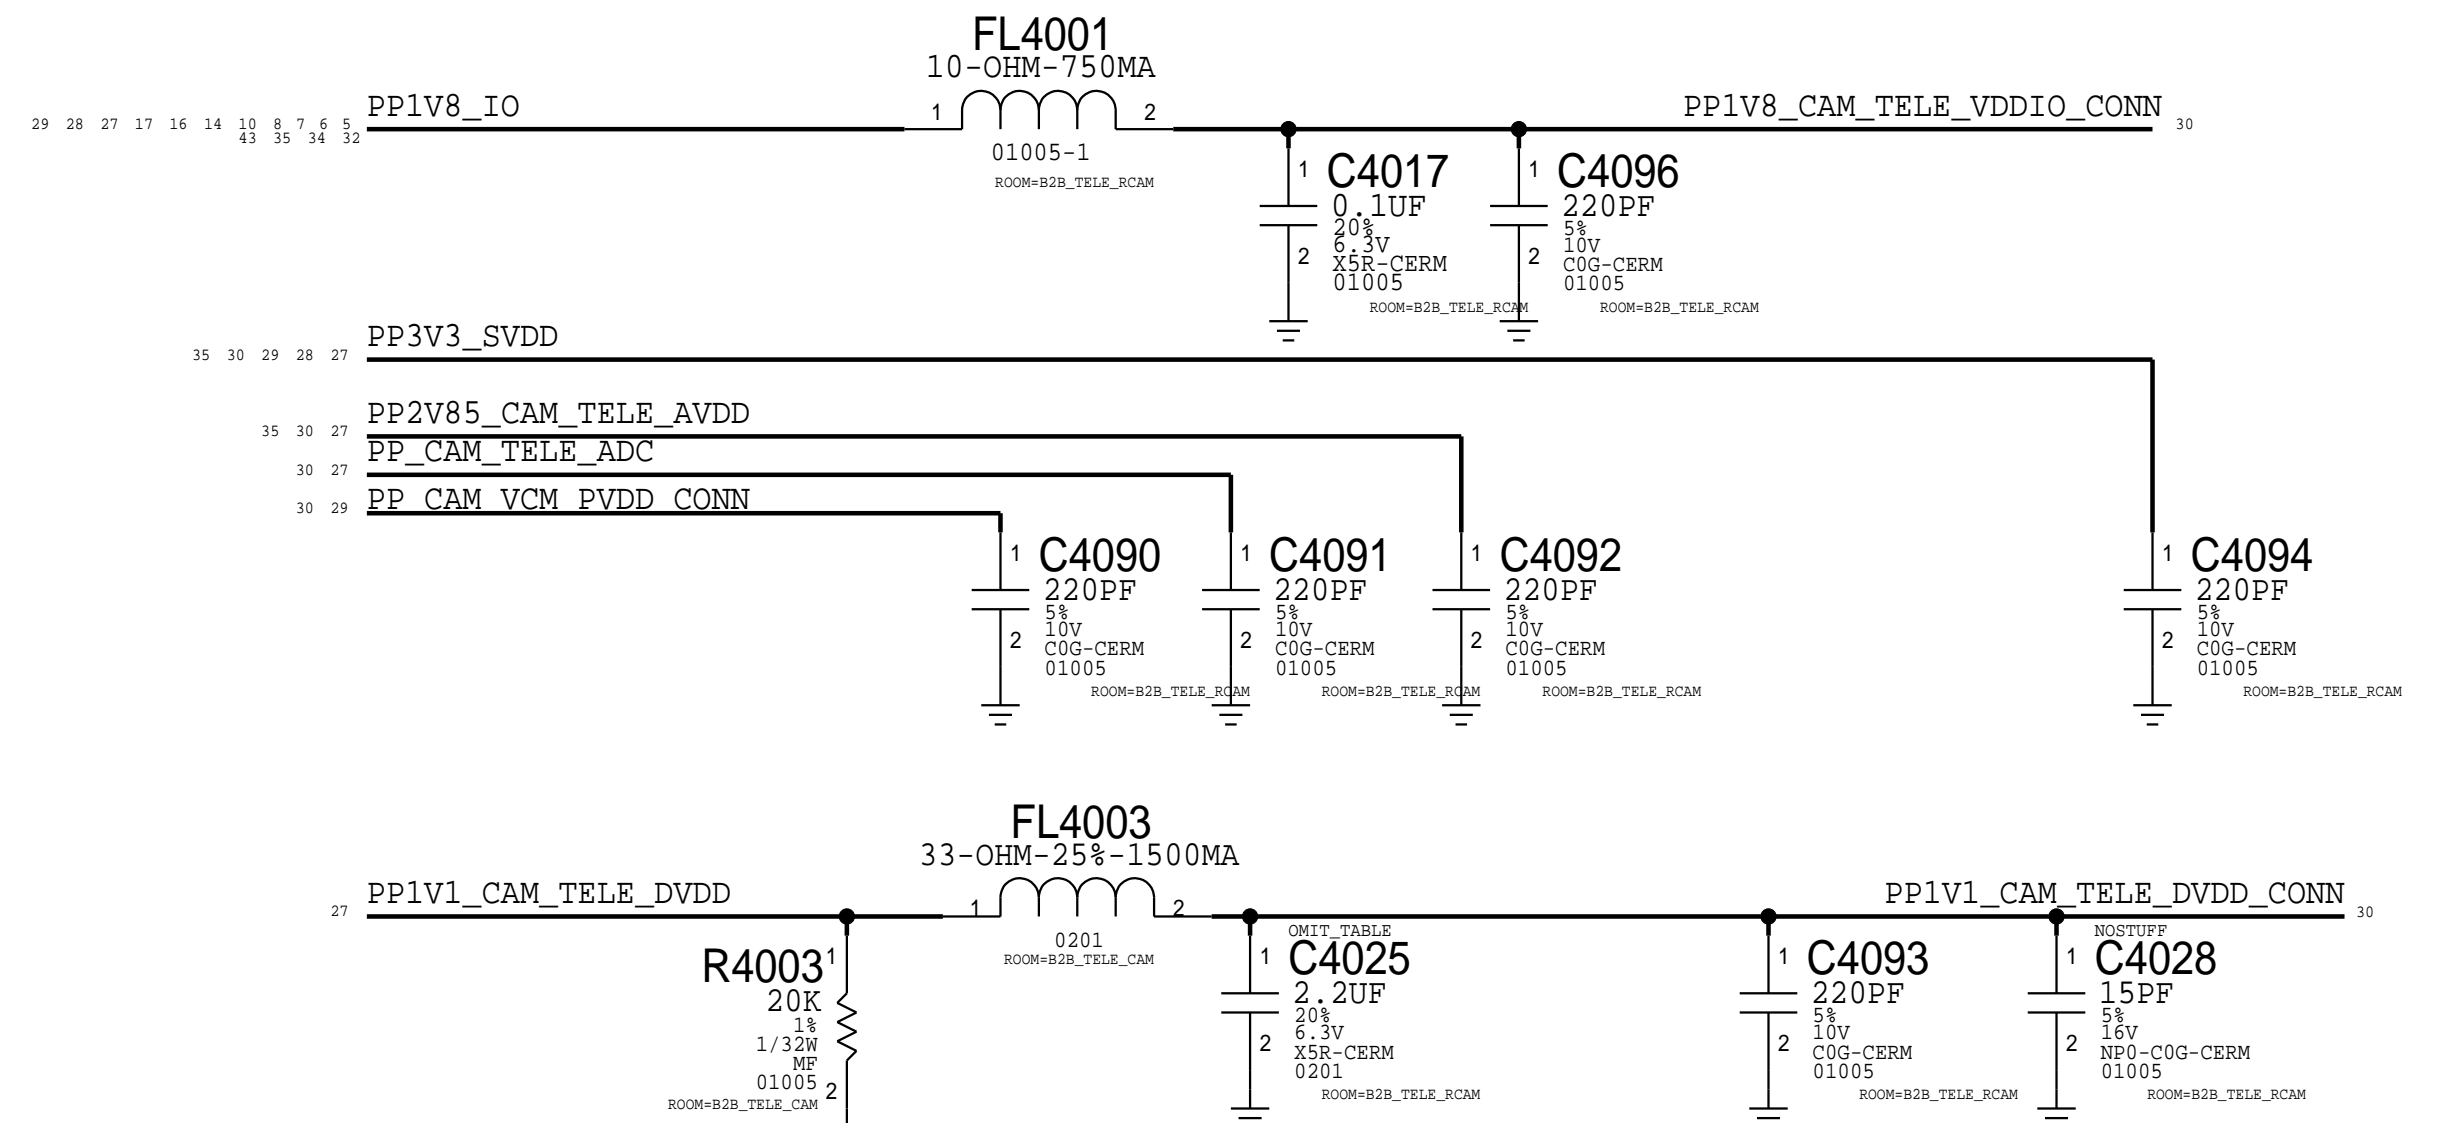 FL4001
10-OHM-750MA
PP1V8_IO
1
2
PP1V8_CAM_TELE_VDDIO_CONN
29 28 27 17 16 14 10 8 7 6 5
43 35 34 32
30
01005-1
ROOM=B2B_TELE_RCAM
1
C4017
0.1UF
20%
6.3V
X5R-CERM
01005
2
ROOM=B2B_TELE_RCAM
1
C4096
220PF
5%
10V
C0G-CERM
01005
2
ROOM=B2B_TELE_RCAM
PP3V3_SVDD
35 30 29 28 27
PP2V85_CAM_TELE_AVDD
35 30 27
PP_CAM_TELE_ADC
30 27
PP_CAM_VCM_PVDD_CONN
30 29
1
C4090
220PF
5%
10V
C0G-CERM
01005
2
ROOM=B2B_TELE_RCAM
1
C4091
220PF
5%
10V
C0G-CERM
01005
2
ROOM=B2B_TELE_RCAM
1
C4092
220PF
5%
10V
C0G-CERM
01005
2
ROOM=B2B_TELE_RCAM
1
C4094
220PF
5%
10V
C0G-CERM
01005
2
ROOM=B2B_TELE_RCAM
FL4003
33-OHM-25%-1500MA
PP1V1_CAM_TELE_DVDD
27
1
2
PP1V1_CAM_TELE_DVDD_CONN
30
0201
ROOM=B2B_TELE_CAM
R4003
1
20K
1%
1/32W
MF
01005
2
ROOM=B2B_TELE_CAM
OMIT_TABLE
1
C4025
2.2UF
20%
6.3V
X5R-CERM
0201
2
ROOM=B2B_TELE_RCAM
1
C4093
220PF
5%
10V
C0G-CERM
01005
2
ROOM=B2B_TELE_RCAM
NOSTUFF
1
C4028
15PF
5%
16V
NP0-C0G-CERM
01005
2
ROOM=B2B_TELE_RCAM